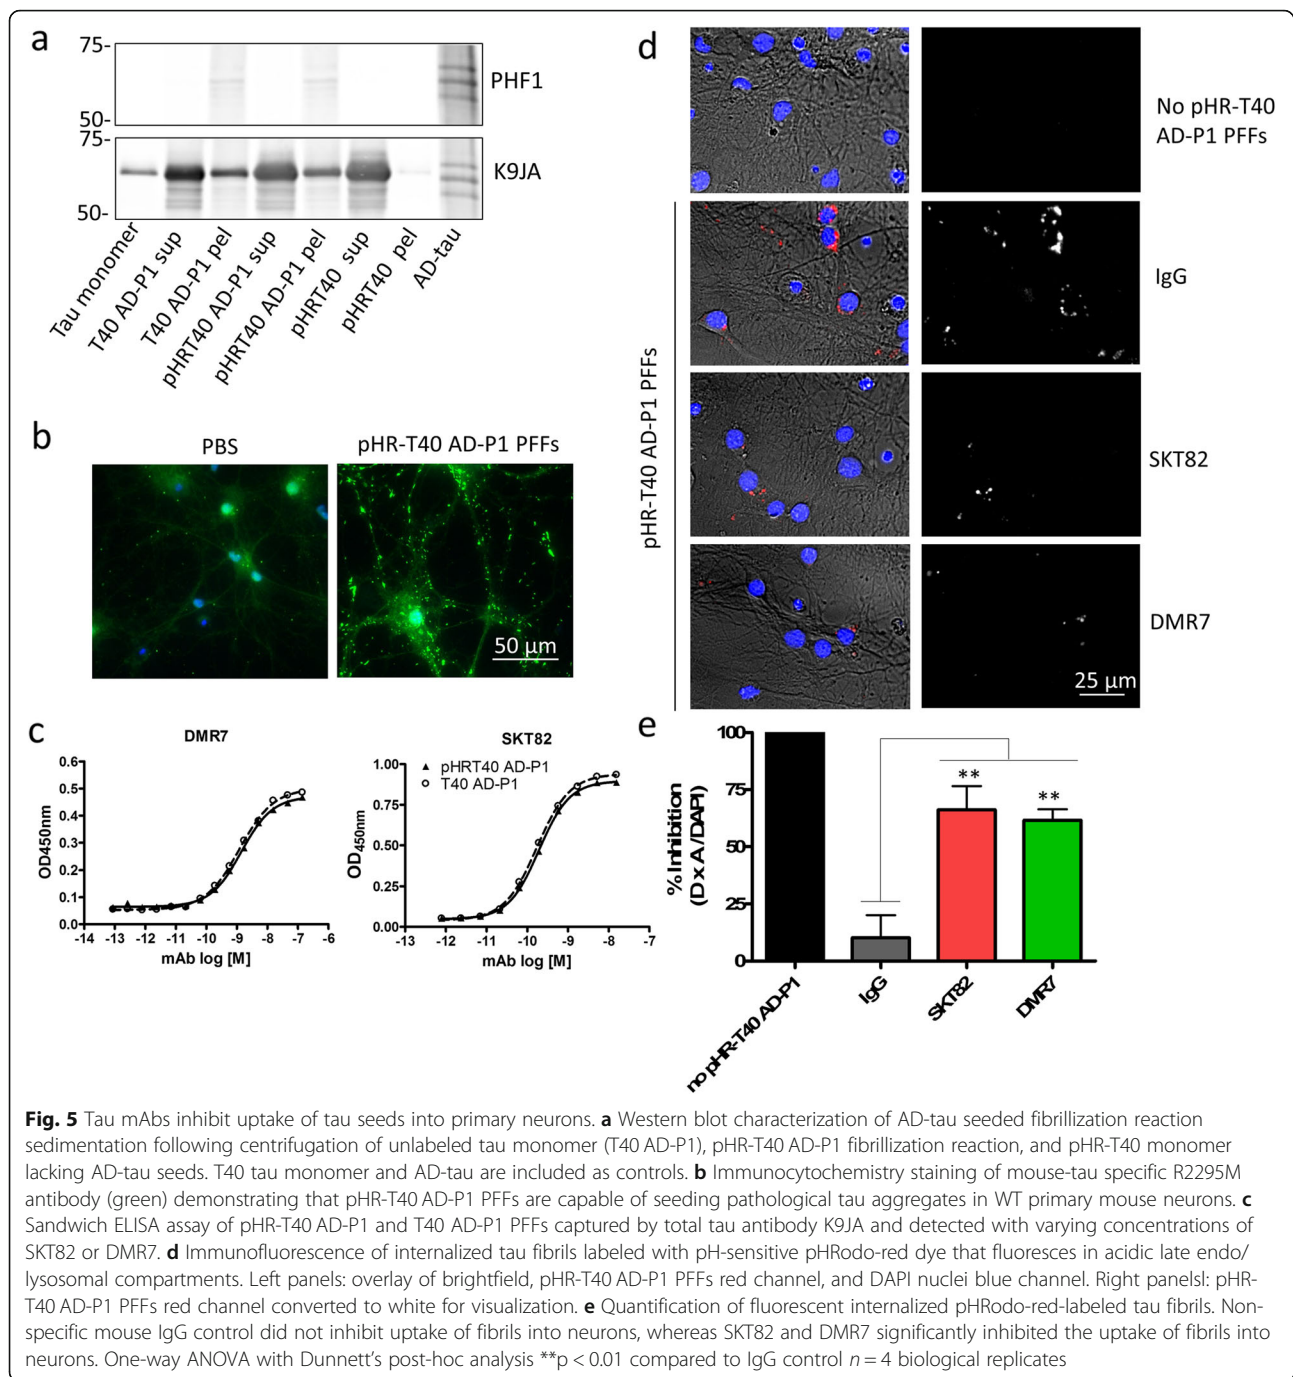 a
75-
50-
PHF1
75-
50-
K9JA
Tau monomer
T40 AD-P1 sup
T40 AD-P1 pel
pHRT40 AD-P1 sup
pHRT40 AD-P1 pel
pHRT40 sup
pHRT40 pel
AD-tau
b
PBS
pHR-T40 AD-P1 PFFs
50 µm
c
DMR7
OD450nm
0.6
0.5
0.4
0.3
0.2
0.1
0.0
-14 -13 -12 -11 -10 -9 -8 -7 -6
mAb log [M]
SKT82
pHRT40 AD-P1
T40 AD-P1
OD450nm
1.00
0.75
0.50
0.25
0.00
-13 -12 -11 -10 -9 -8 -7
mAb log [M]
d
No pHR-T40
AD-P1 PFFs
pHR-T40 AD-P1 PFFs
IgG
SKT82
DMR7
25 µm
e
% Inhibition
(D x A / DAPI)
100
75
50
25
0
**
**
no pHR-T40 AD-P1
IgG
SKT82
DMR7
Fig. 5 Tau mAbs inhibit uptake of tau seeds into primary neurons. a Western blot characterization of AD-tau seeded fibrillization reaction
sedimentation following centrifugation of unlabeled tau monomer (T40 AD-P1), pHR-T40 AD-P1 fibrillization reaction, and pHR-T40 monomer
lacking AD-tau seeds. T40 tau monomer and AD-tau are included as controls. b Immunocytochemistry staining of mouse-tau specific R2295M
antibody (green) demonstrating that pHR-T40 AD-P1 PFFs are capable of seeding pathological tau aggregates in WT primary mouse neurons. c
Sandwich ELISA assay of pHR-T40 AD-P1 and T40 AD-P1 PFFs captured by total tau antibody K9JA and detected with varying concentrations of
SKT82 or DMR7. d Immunofluorescence of internalized tau fibrils labeled with pH-sensitive pHRodo-red dye that fluoresces in acidic late endo/
lysosomal compartments. Left panels: overlay of brightfield, pHR-T40 AD-P1 PFFs red channel, and DAPI nuclei blue channel. Right panelsl: pHR-
T40 AD-P1 PFFs red channel converted to white for visualization. e Quantification of fluorescent internalized pHRodo-red-labeled tau fibrils. Non-
specific mouse IgG control did not inhibit uptake of fibrils into neurons, whereas SKT82 and DMR7 significantly inhibited the uptake of fibrils into
neurons. One-way ANOVA with Dunnett's post-hoc analysis **p < 0.01 compared to IgG control n = 4 biological replicates